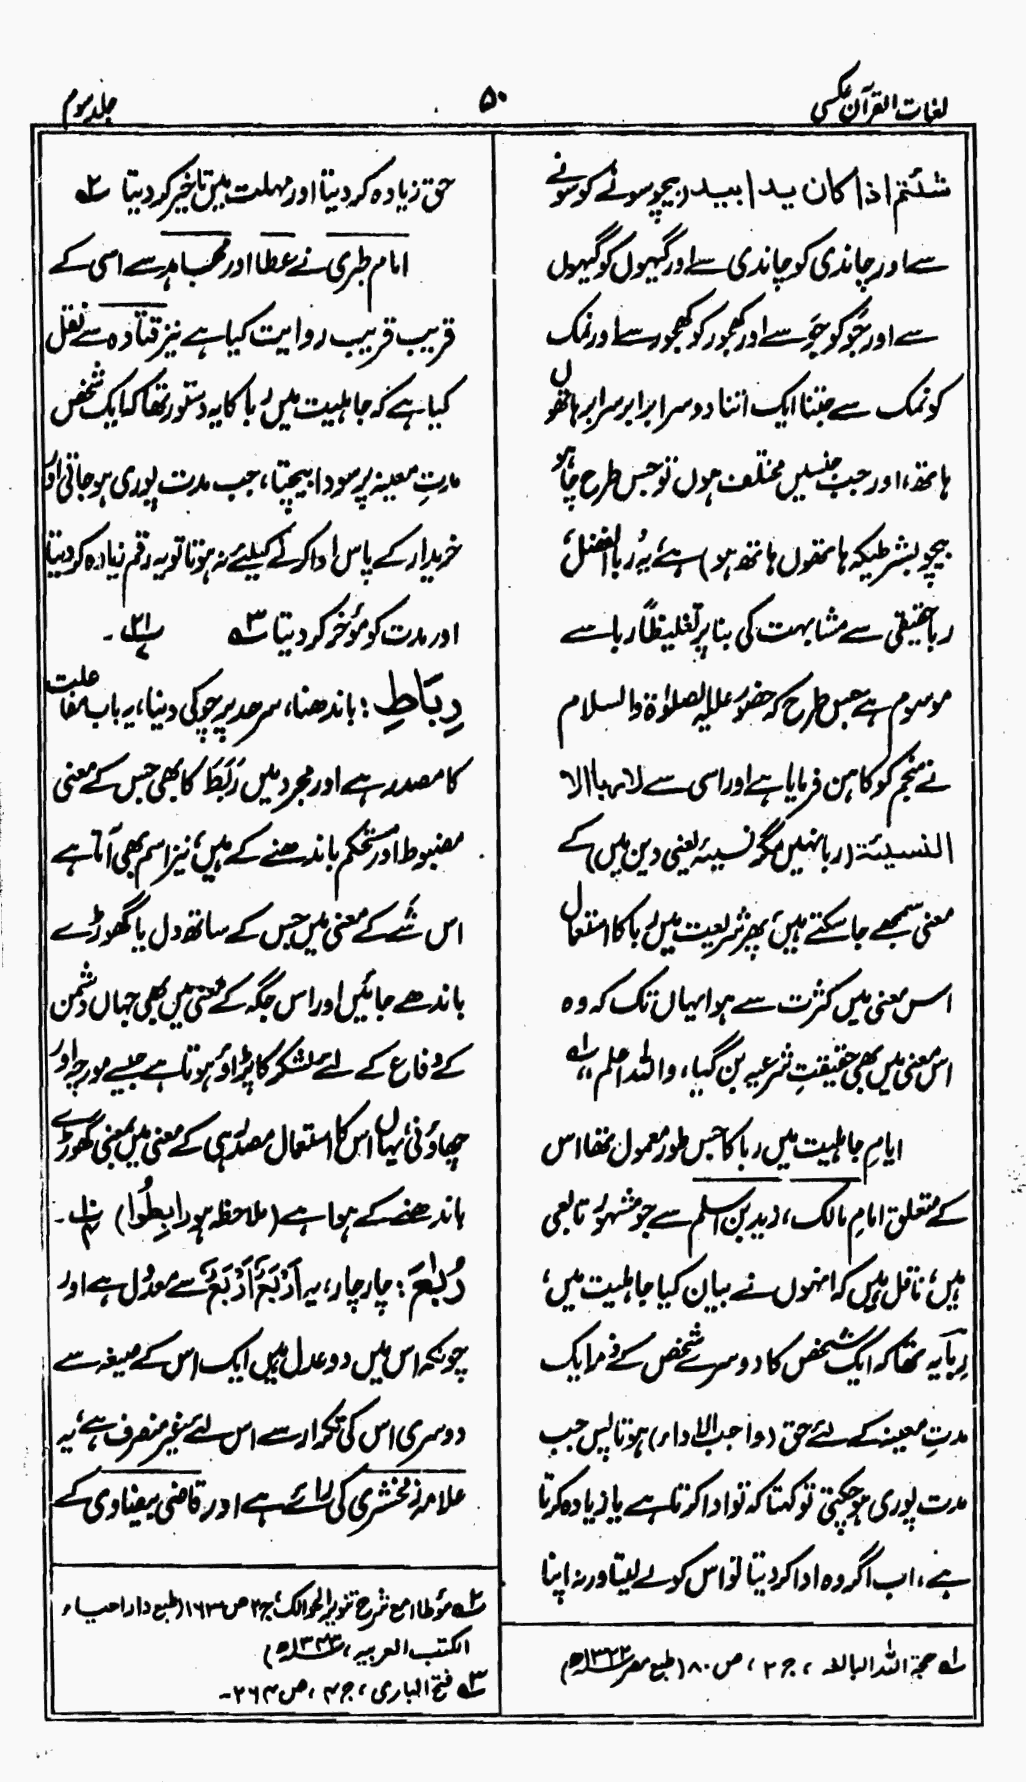 لغات القرآن عکسی
۵۰
جلد سوم
شئتم اذا کان یدا بید (بیچو سونے کو سونے
سے اور چاندی کو چاندی سے اور گیہوں کو گیہوں
سے اور جَو کو جَو سے اور کھجور کو کھجور سے اور نمک
کو نمک سے جتنا ایک اتنا دوسرا برابر سرابر ہاتھوں
ہاتھ، اور جب جنسیں مختلف ہوں تو جس طرح چاہو
بیچو بشرطیکہ ہاتھوں ہاتھ ہو) ہے، یہ ربا الفضل،
ربا حقیقی سے مشابہت کی بنا پر تغلیظاً ربا سے
موسوم ہے جس طرح کہ حضور علیہ الصلوٰۃ والسلام
نے منجم کو کاہن فرمایا ہے اور اسی سے لا ربا الا
النسیئۃ (ربا نہیں مگر نسیئہ یعنی دین میں) کے
معنی سمجھے جا سکتے ہیں، پھر شریعت میں ربا کا استعمال
اس معنی میں کثرت سے ہوا یہاں تک کہ وہ
اس معنی میں بھی حقیقتِ شرعیہ بن گیا، واللہ اعلم ۱؎
ایامِ جاہلیت میں ربا کا جس طور معمول تھا اس
کے متعلق امام مالک، زید بن اسلم سے جو مشہور تابعی
ہیں، ناقل ہیں کہ انہوں نے بیان کیا جاہلیت میں،
رِبَا یہ تھا کہ ایک شخص کا دوسرے شخص کے ذمہ ایک
مدتِ معینہ کے لئے حق (واجب الاداء) ہوتا پس جب
مدت پوری ہو چکتی تو کہتا کہ تو ادا کرتا ہے یا زیادہ کرتا
ہے، اب اگر وہ ادا کر دیتا تو اس کو لے لیتا ورنہ اپنا
۱؎ حجۃ اللہ البالغہ، ج ۲، ص ۸۰ (طبع مصر ۱۳۲۲ھ)
حق زیادہ کر دیتا اور مہلت میں تاخیر کر دیتا ۲؎
امام طبری نے عطا اور مجاہد سے اسی کے
قریب قریب روایت کیا ہے نیز قتادہ سے نقل
کیا ہے کہ جاہلیت میں ربا کا یہ دستور تھا کہ ایک شخص
مدتِ معینہ پر سودا بیچتا، جب مدت پوری ہو جاتی اور
خریدار کے پاس ادا کرنے کیلئے نہ ہوتا تو یہ رقم زیادہ کر دیتا
اور مدت کو مؤخر کر دیتا ۳؎ ۲۱؎۔
رِبَاطِ: باندھنا، سرحد پر چوکی دینا، یہ باب مفاعلت
کا مصدر ہے اور مجرد میں رَبَطَ کا بھی جس کے معنی
مضبوط اور مستحکم باندھنے کے ہیں، نیز اسم بھی آتا ہے
اس شے کے معنی میں جس کے ساتھ دل یا گھوڑے
باندھے جائیں اور اس جگہ کے معنی میں بھی جہاں دشمن
کے دفاع کے لئے لشکر کا پڑاؤ ہوتا ہے جیسے مورچہ اور
چھاؤنی، یہاں اس کا استعمال مصدر ہی کے معنی میں یعنی گھوڑے
باندھنے کے ہوا ہے (ملاحظہ ہو رابِطُوا) ۔
رُبٰعَ: چار چار، یہ اَرْبَعٌ اَرْبَعٌ سے معدول ہے اور
چونکہ اس میں دو عدل ہیں ایک اس کے صیغہ سے
دوسری اس کی تکرار سے اس لئے غیر منصرف ہے، یہ
علامہ زمخشری کی رائے ہے اور قاضی بیضاوی کے
۲؎ مؤطا مع شرح تنویر الحوالک، ج ۲ ص (طبع دار احیاء
الکتب العربیہ، ھ)
۳؎ فتح الباری، ج ۴، ص ۲۶۴۔